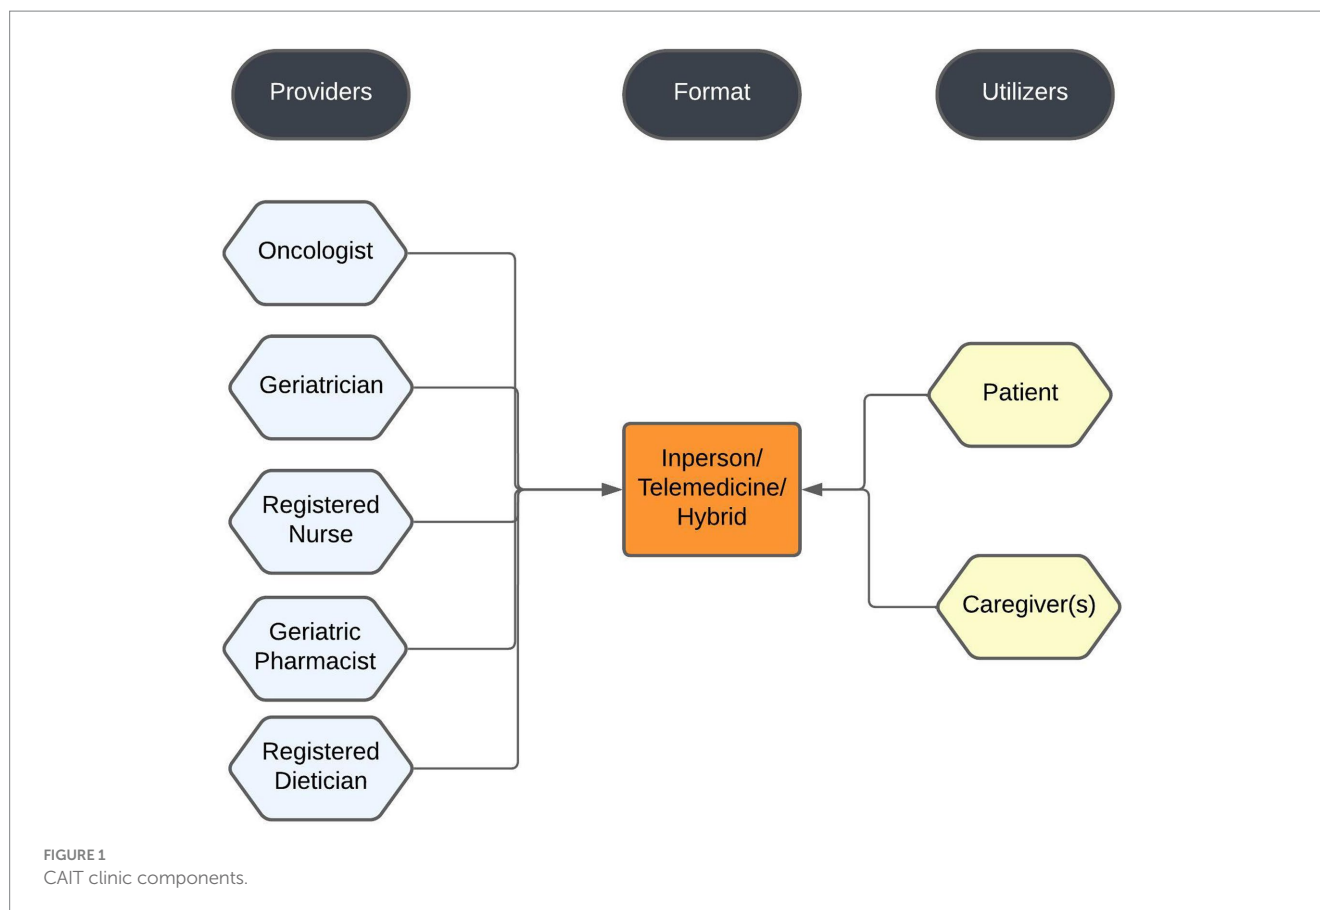 Providers
Format
Utilizers
Oncologist
Geriatrician
Registered
Nurse
Geriatric
Pharmacist
Registered
Dietician
Inperson/
Telemedicine/
Hybrid
Patient
Caregiver(s)
FIGURE 1
CAIT clinic components.